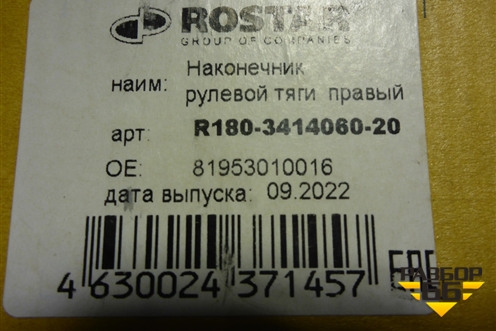 ROSTAR
GROUP OF COMPANIES
наим: Наконечник
рулевой тяги правый
арт: R180-3414060-20
OE: 81953010016
дата выпуска: 09.2022
4 630024 371457
EAC
РАЗБОР
66